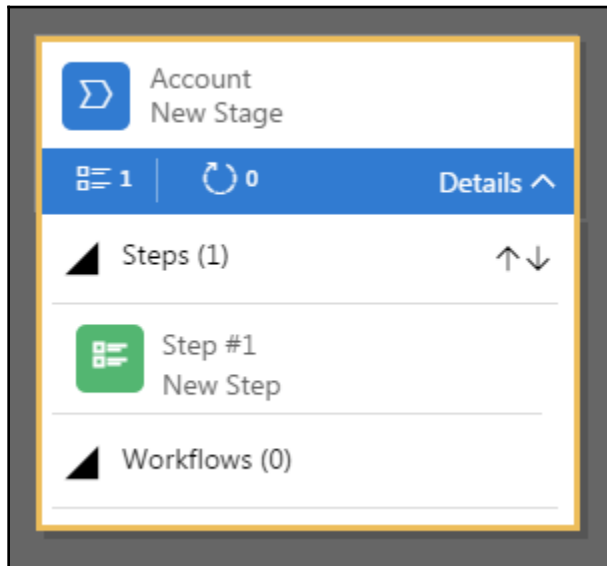 Account
New Stage
1 0 Details
Steps (1)
Step #1
New Step
Workflows (0)